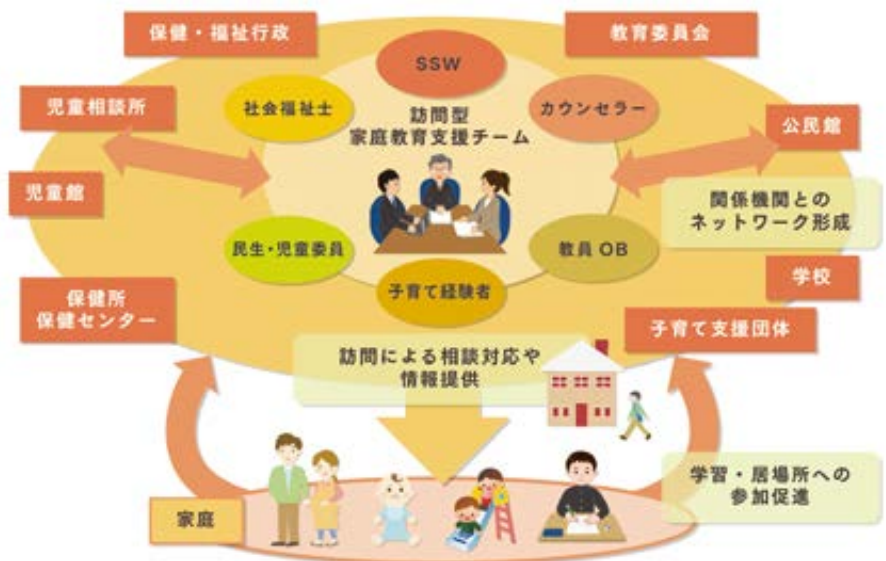 保健・福祉行政
教育委員会
SSW
児童相談所
社会福祉士
カウンセラー
公民館
訪問型
家庭教育支援チーム
児童館
関係機関との
ネットワーク形成
民生・児童委員
教員 OB
学校
子育て経験者
保健所
保健センター
子育て支援団体
訪問による相談対応や
情報提供
学習・居場所への
参加促進
家庭